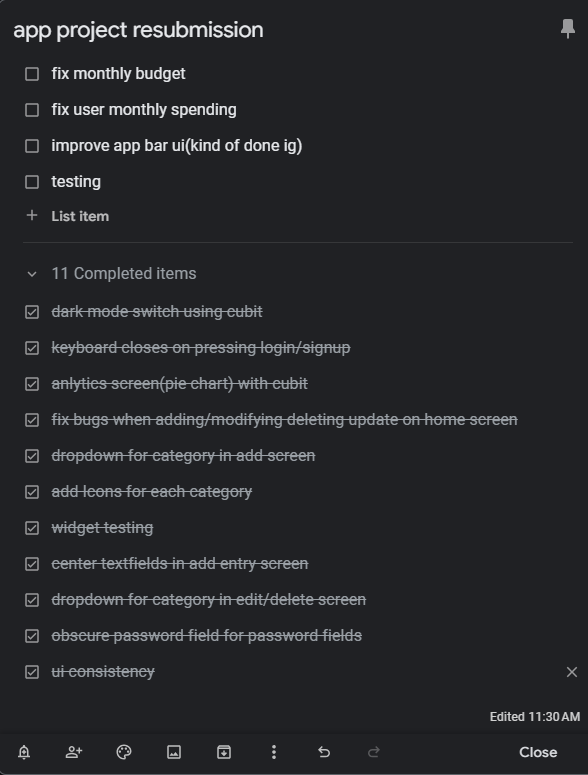 app project resubmission
fix monthly budget
fix user monthly spending
improve app bar ui(kind of done ig)
testing
List item
11 Completed items
dark mode switch using cubit
keyboard closes on pressing login/signup
anlytics screen(pie chart) with cubit
fix bugs when adding/modifying deleting update on home screen
dropdown for category in add screen
add Icons for each category
widget testing
center textfields in add entry screen
dropdown for category in edit/delete screen
obscure password field for password fields
ui consistency
Edited 11:30 AM
Close